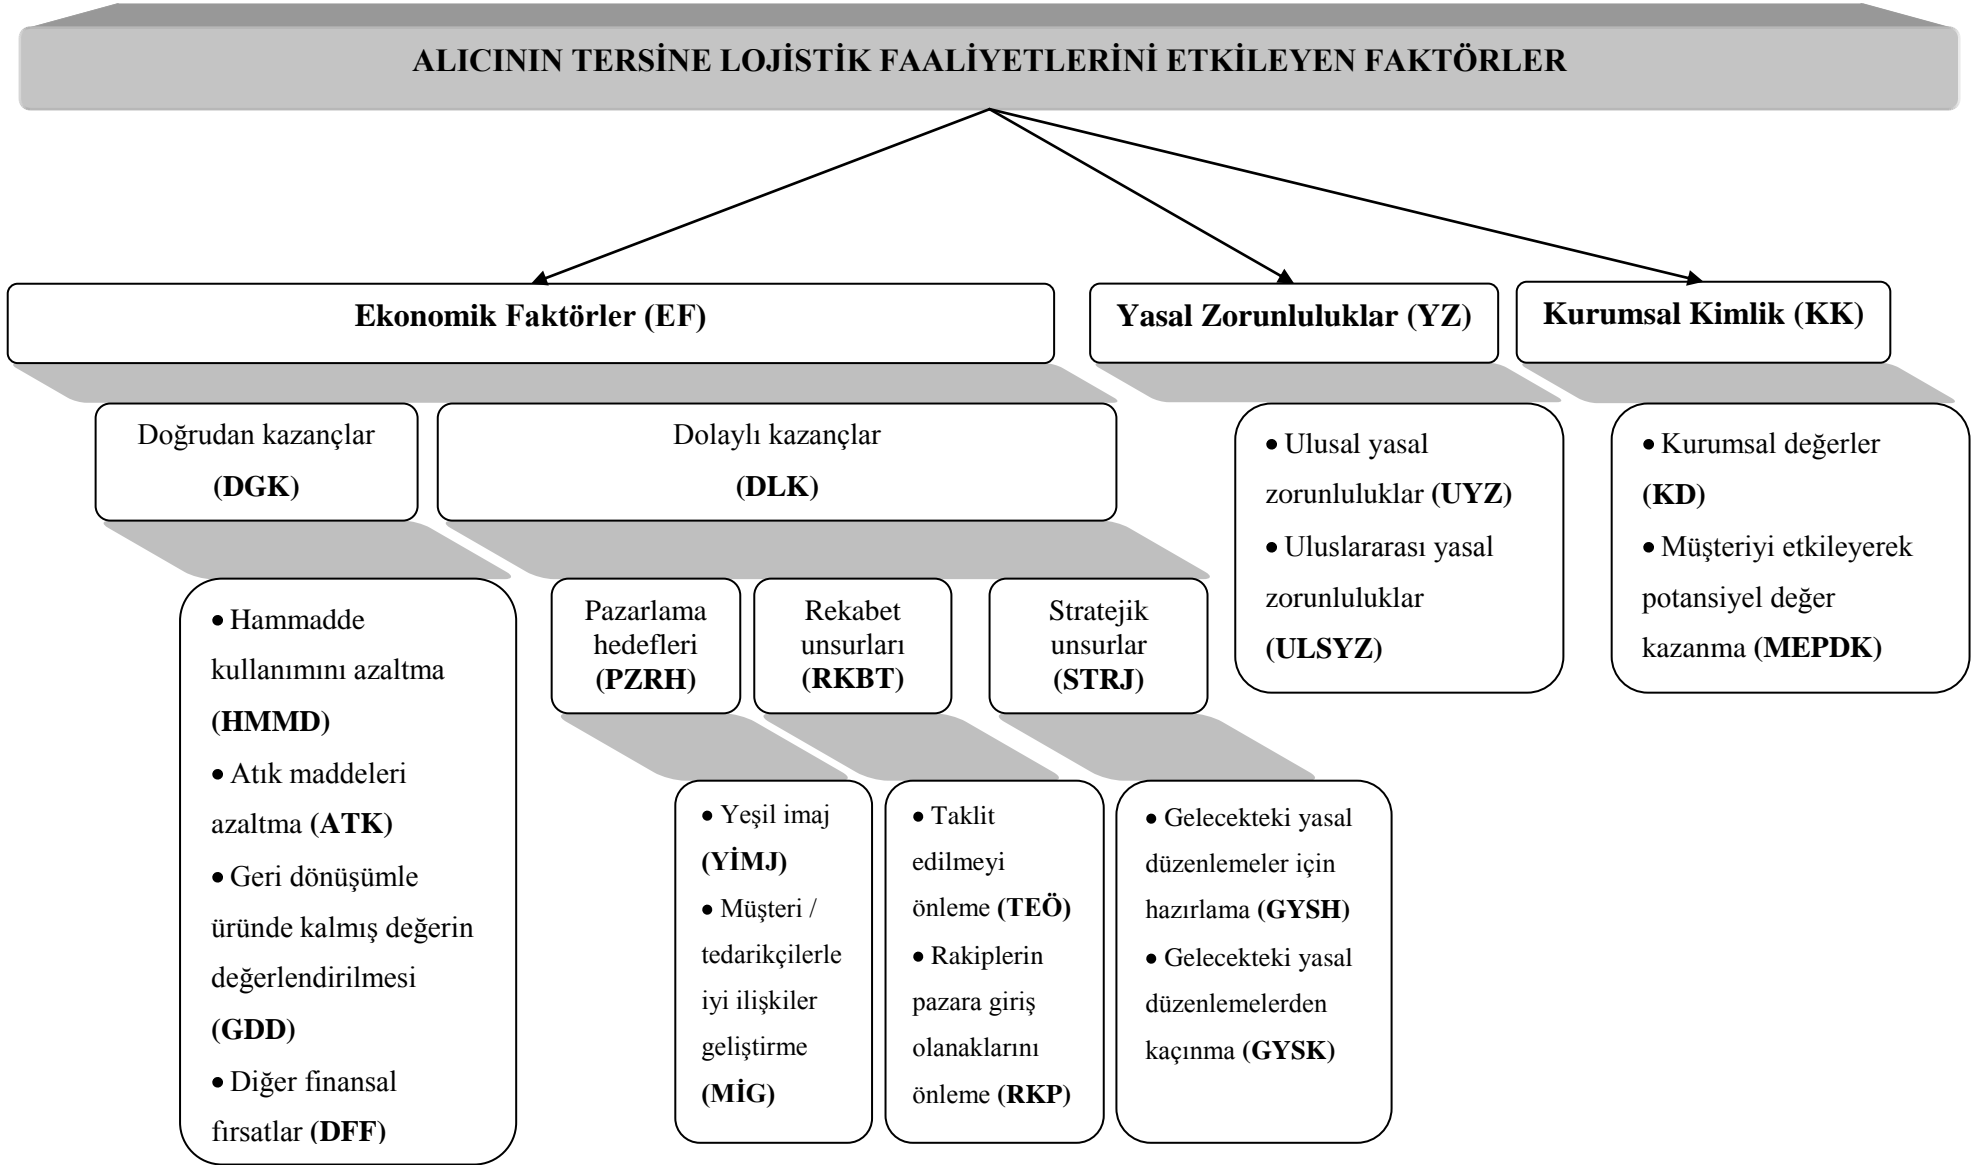 ALICININ TERSİNE LOJİSTİK FAALİYETLERİNİ ETKİLEYEN FAKTÖRLER
Ekonomik Faktörler (EF)
Yasal Zorunluluklar (YZ)
Kurumsal Kimlik (KK)
Doğrudan kazançlar
(DGK)
Dolaylı kazançlar
(DLK)
• Ulusal yasal
zorunluluklar (UYZ)
• Uluslararası yasal
zorunluluklar
(ULSYZ)
• Kurumsal değerler
(KD)
• Müşteriyi etkileyerek
potansiyel değer
kazanma (MEPDK)
• Hammadde
kullanımını azaltma
(HMMD)
• Atık maddeleri
azaltma (ATK)
• Geri dönüşümle
üründe kalmış değerin
değerlendirilmesi
(GDD)
• Diğer finansal
fırsatlar (DFF)
Pazarlama
hedefleri
(PZRH)
Rekabet
unsurları
(RKBT)
Stratejik
unsurlar
(STRJ)
• Yeşil imaj
(YİMJ)
• Müşteri /
tedarikçilerle
iyi ilişkiler
geliştirme
(MİG)
• Taklit
edilmeyi
önleme (TEÖ)
• Rakiplerin
pazara giriş
olanaklarını
önleme (RKP)
• Gelecekteki yasal
düzenlemeler için
hazırlama (GYSH)
• Gelecekteki yasal
düzenlemelerden
kaçınma (GYSK)